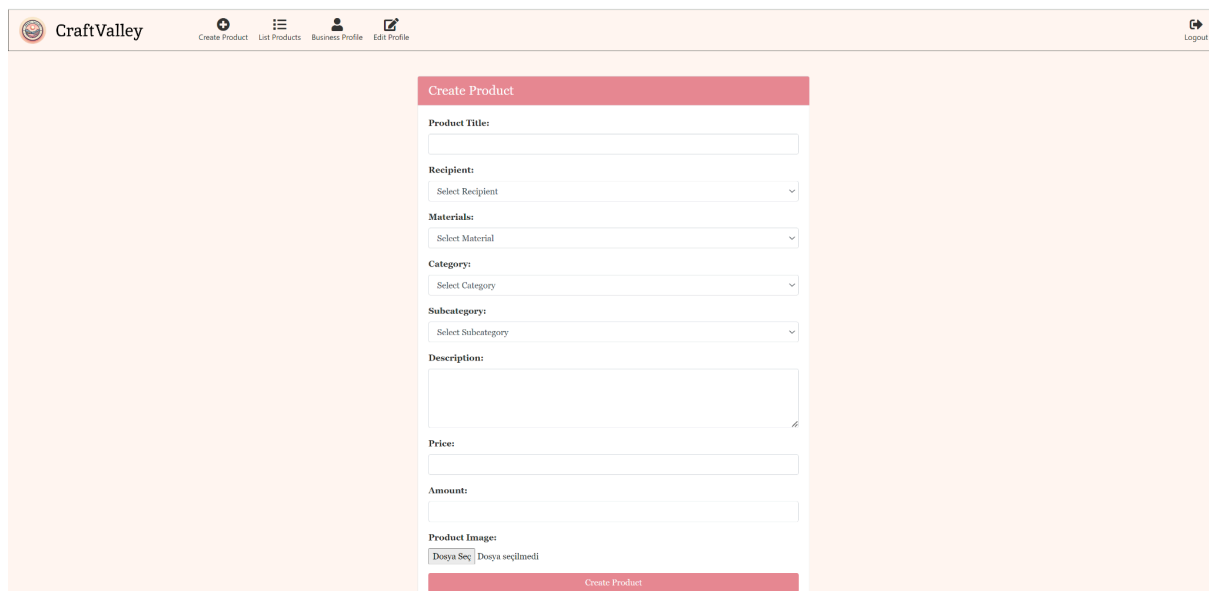 CraftValley
Create Product List Products Business Profile Edit Profile
Logout
Create Product
Product Title:
Recipient:
Select Recipient
Materials:
Select Material
Category:
Select Category
Subcategory:
Select Subcategory
Description:
Price:
Amount:
Product Image:
Dosya Seç Dosya seçilmedi
Create Product